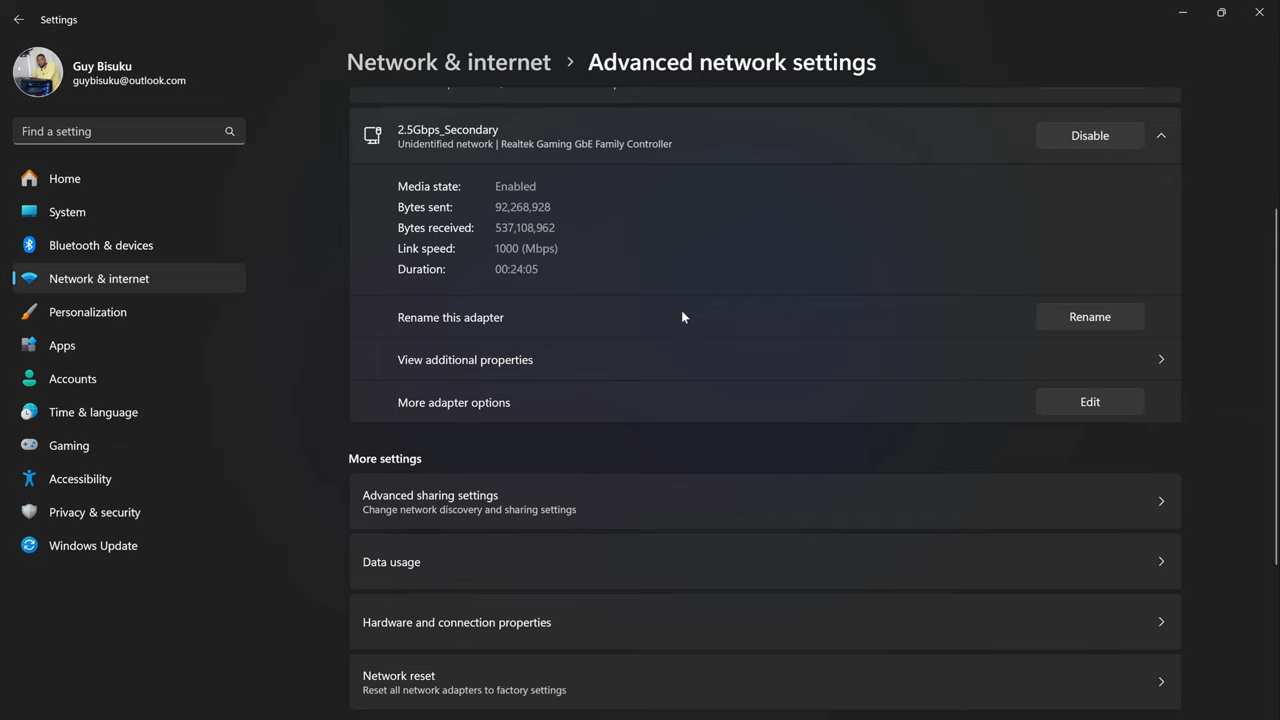 Settings
Guy Bisuku
guybisuku@outlook.com
Find a setting
Home
System
Bluetooth & devices
Network & internet
Personalization
Apps
Accounts
Time & language
Gaming
Accessibility
Privacy & security
Windows Update
Network & internet > Advanced network settings
2.5Gbps_Secondary
Unidentified network | Realtek Gaming GbE Family Controller
Disable
Media state: Enabled
Bytes sent: 92,268,928
Bytes received: 537,108,962
Link speed: 1000 (Mbps)
Duration: 00:24:05
Rename this adapter
Rename
View additional properties
More adapter options
Edit
More settings
Advanced sharing settings
Change network discovery and sharing settings
Data usage
Hardware and connection properties
Network reset
Reset all network adapters to factory settings